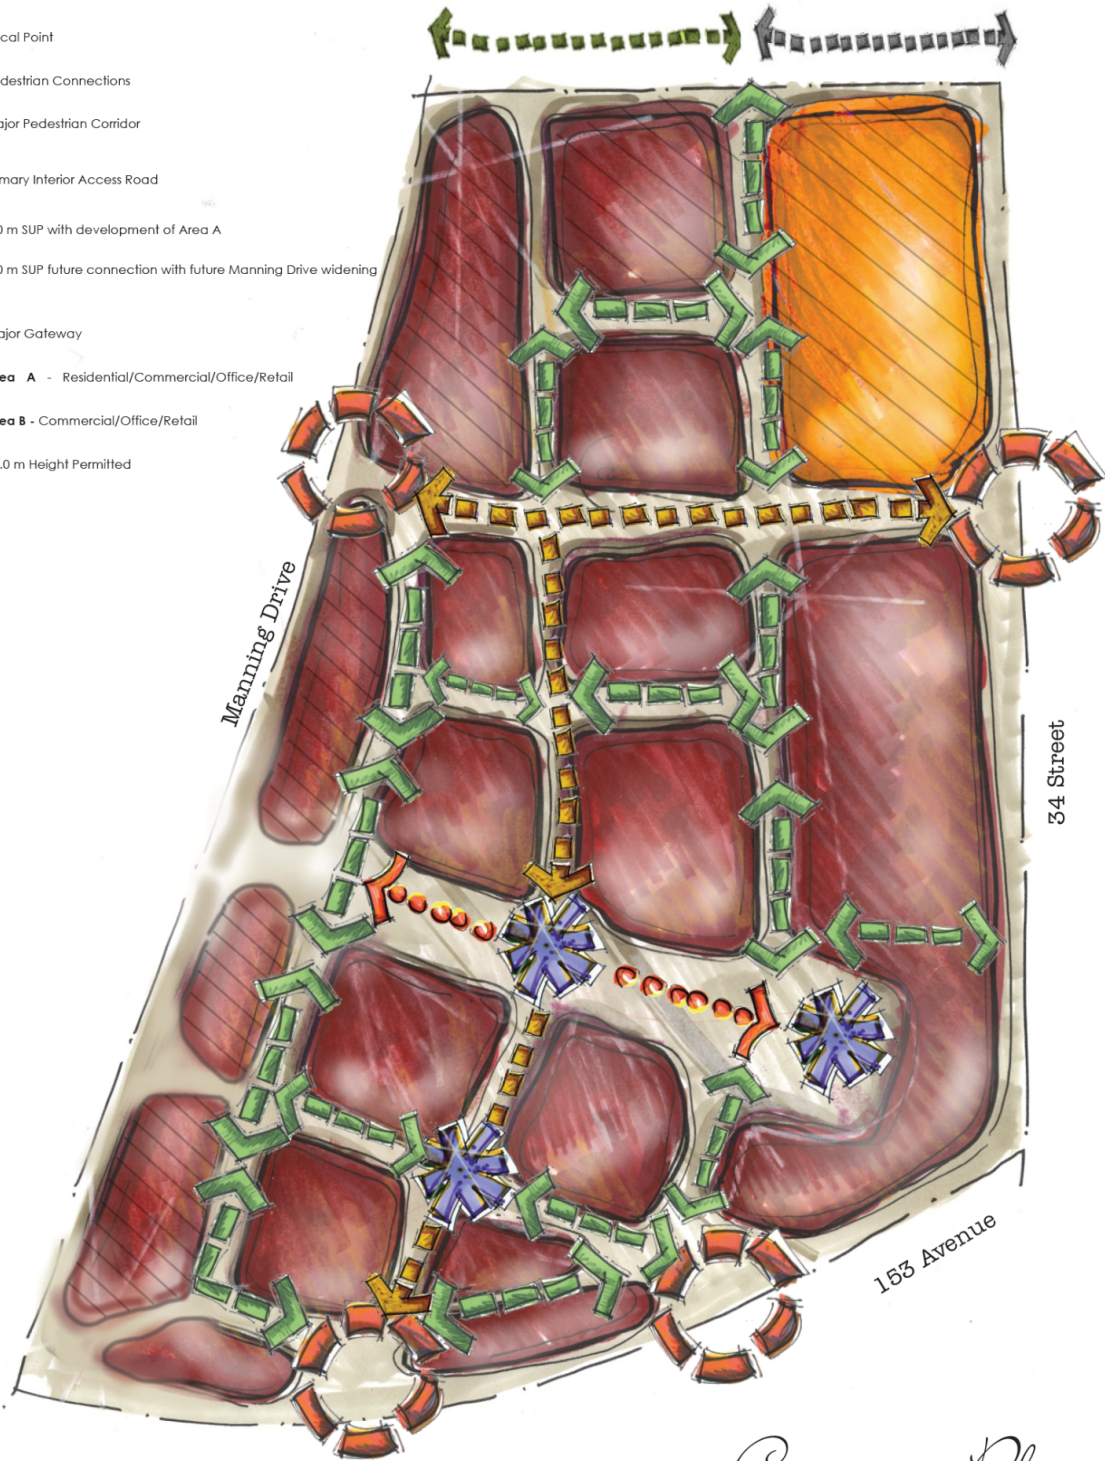 cal Point
destrian Connections
ajor Pedestrian Corridor
mary Interior Access Road
0 m SUP with development of Area A
0 m SUP future connection with future Manning Drive widening
ajor Gateway
ea A - Residential/Commercial/Office/Retail
ea B - Commercial/Office/Retail
.0 m Height Permitted
Manning Drive
34 Street
153 Avenue